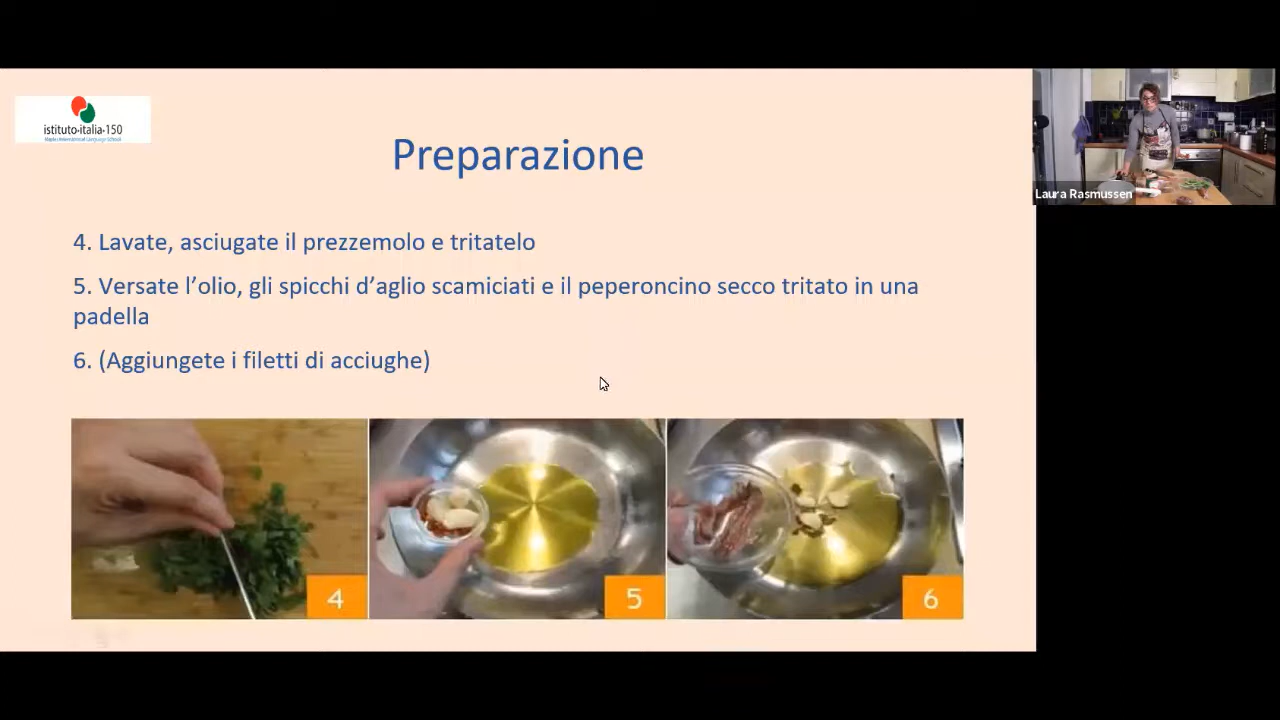 istituto-italia-150
Preparazione
4. Lavate, asciugate il prezzemolo e tritatelo
5. Versate l’olio, gli spicchi d’aglio scamiciati e il peperoncino secco tritato in una
padella
6. (Aggiungete i filetti di acciughe)
4
5
6
Laura Rasmussen